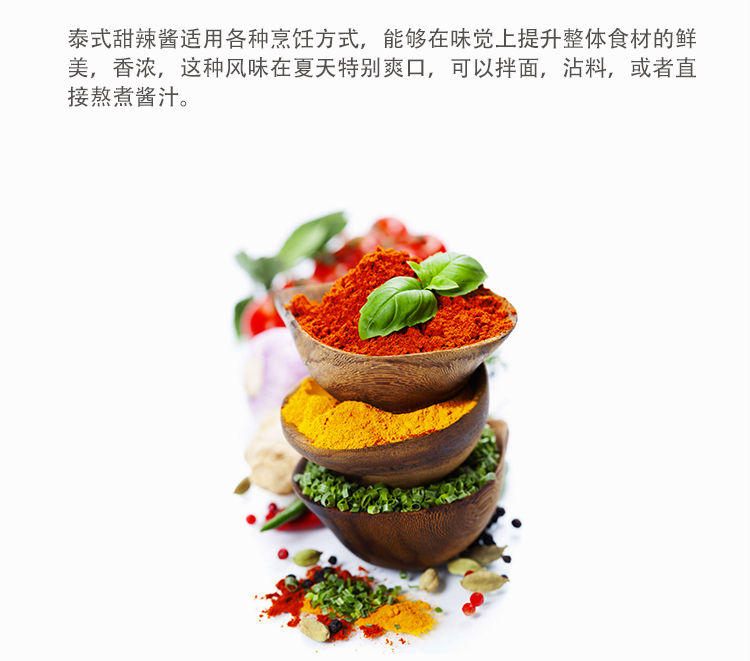 泰式甜辣酱适用各种烹饪方式，能够在味觉上提升整体食材的鲜
美，香浓，这种风味在夏天特别爽口，可以拌面，沾料，或者直
接熬煮酱汁。